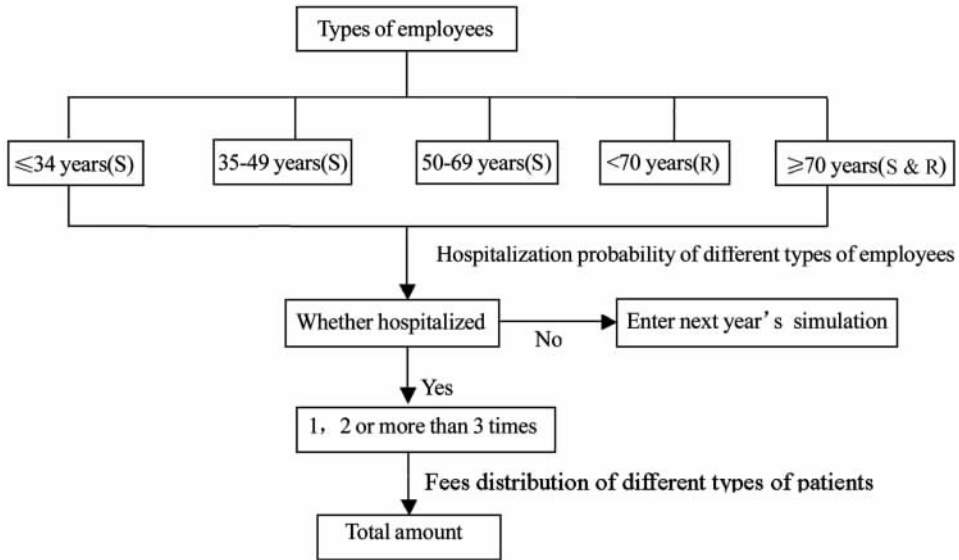 Types of employees
⩽34 years(S)
35-49 years(S)
50-69 years(S)
<70 years(R)
⩾70 years(S & R)
Hospitalization probability of different types of employees
Whether hospitalized
No
Enter next year’s simulation
Yes
1，2 or more than 3 times
Fees distribution of different types of patients
Total amount